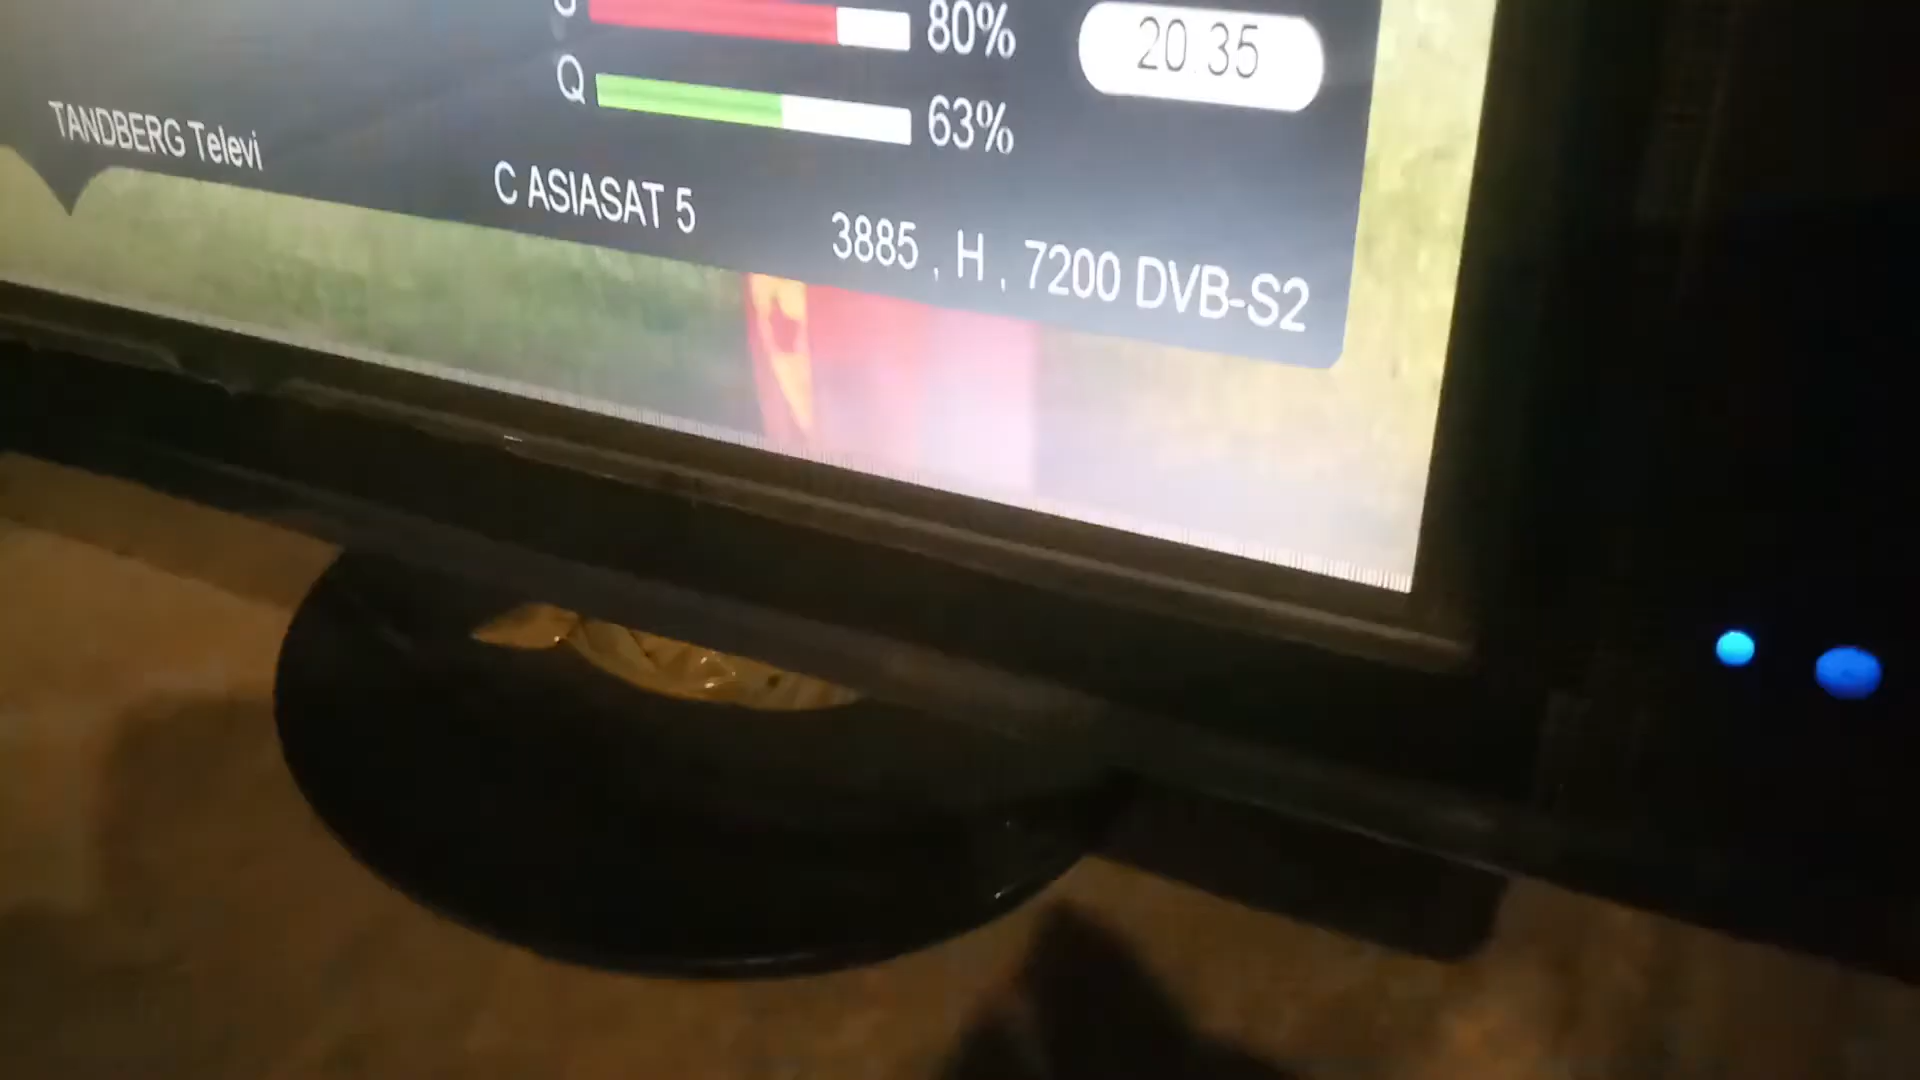 S 80%
20:35
Q 63%
TANDBERG Televi
C ASIASAT 5
3885 , H , 7200 DVB-S2